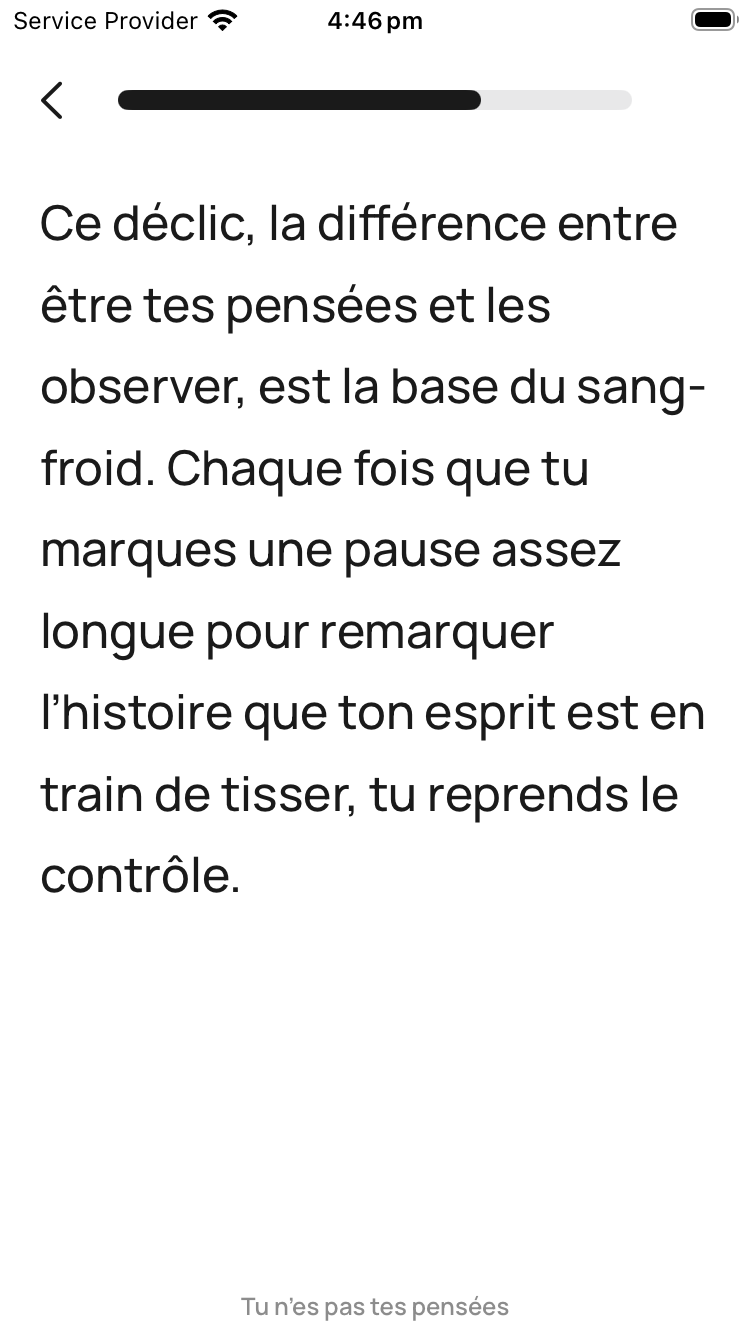 Service Provider 4:46 pm
Ce déclic, la différence entre
être tes pensées et les
observer, est la base du sang-
froid. Chaque fois que tu
marques une pause assez
longue pour remarquer
l’histoire que ton esprit est en
train de tisser, tu reprends le
contrôle.
Tu n’es pas tes pensées